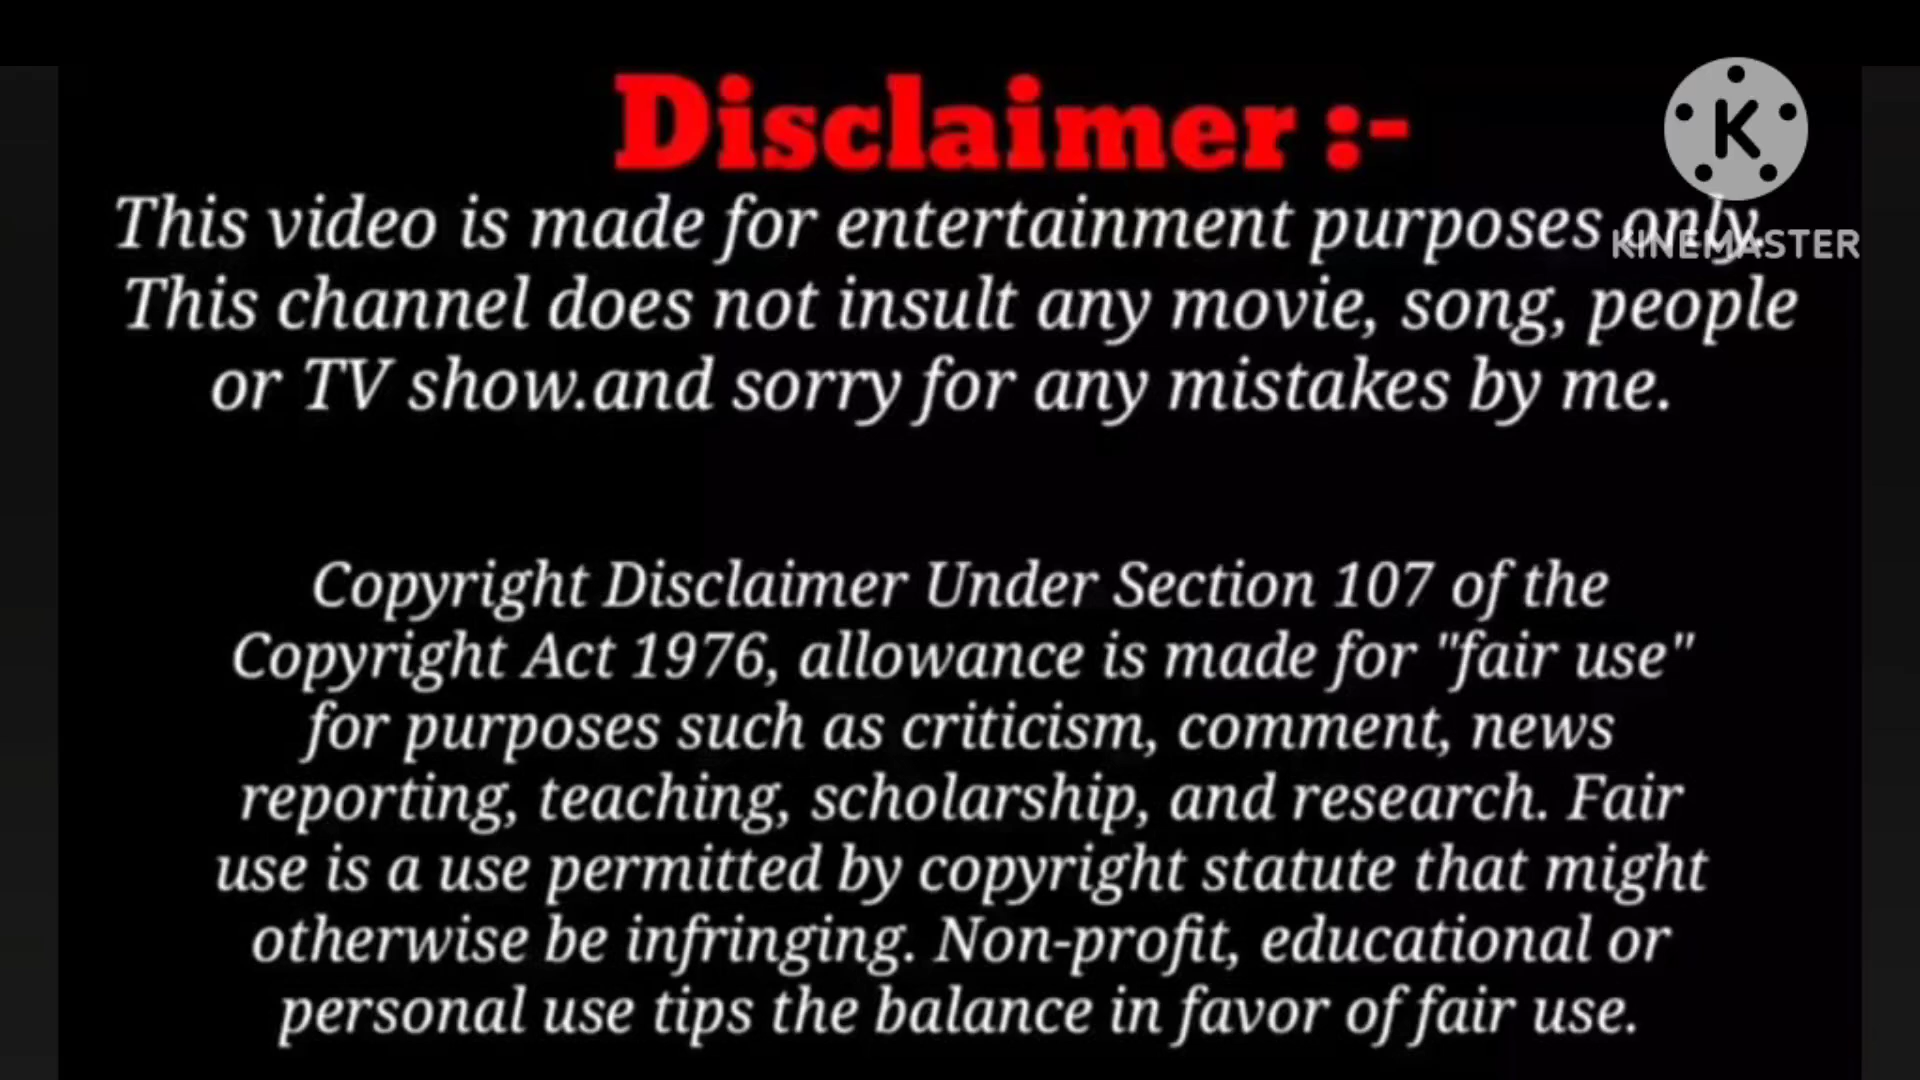 Disclaimer :-
This video is made for entertainment purposes only.
KINEMASTER
This channel does not insult any movie, song, people
or TV show.and sorry for any mistakes by me.
Copyright Disclaimer Under Section 107 of the
Copyright Act 1976, allowance is made for "fair use"
for purposes such as criticism, comment, news
reporting, teaching, scholarship, and research. Fair
use is a use permitted by copyright statute that might
otherwise be infringing. Non-profit, educational or
personal use tips the balance in favor of fair use.